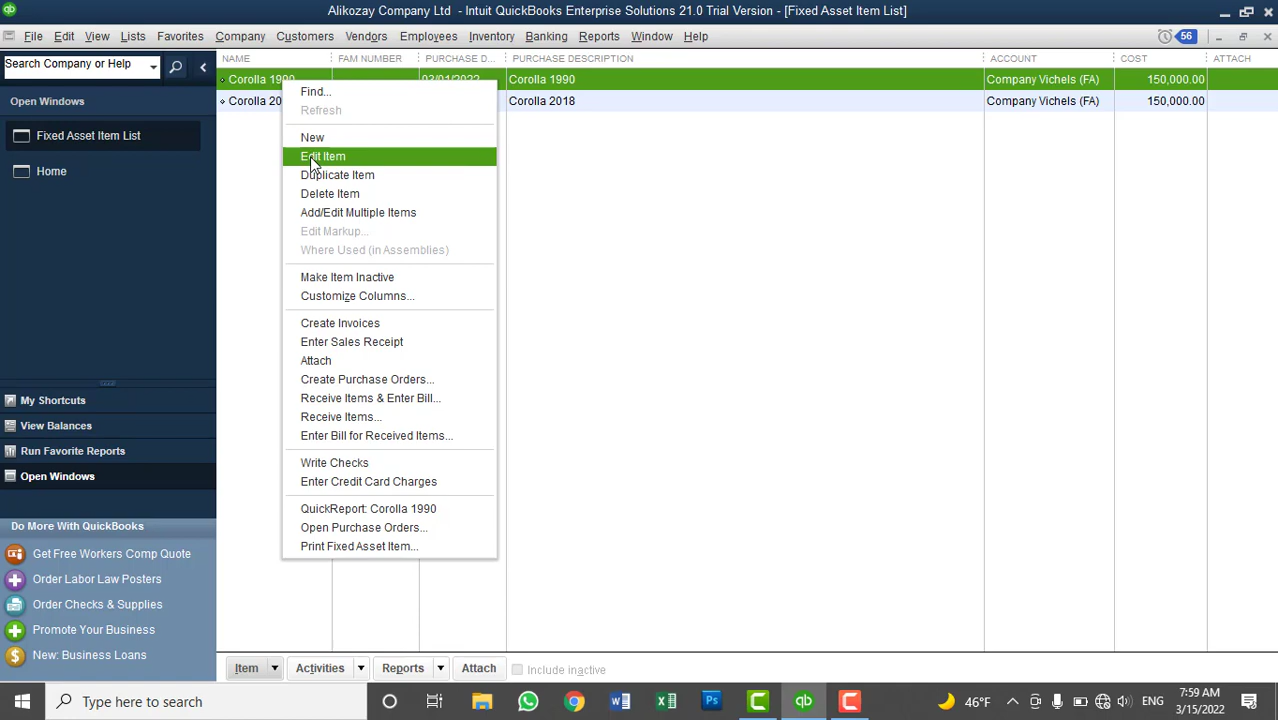 Alikozay Company Ltd - Intuit QuickBooks Enterprise Solutions 21.0 Trial Version - [Fixed Asset Item List]
File Edit View Lists Favorites Company Customers Vendors Employees Inventory Banking Reports Window Help 56
Search Company or Help
NAME FAM NUMBER PURCHASE D... PURCHASE DESCRIPTION ACCOUNT COST ATTACH
Corolla 1990 Corolla 1990 Company Vichels (FA) 150,000.00
Corolla 2018 Company Vichels (FA) 150,000.00
Open Windows
Fixed Asset Item List
Home
Find...
Refresh
New
Edit Item
Duplicate Item
Delete Item
Add/Edit Multiple Items
Edit Markup...
Where Used (in Assemblies)
Make Item Inactive
Customize Columns...
Create Invoices
Enter Sales Receipt
Attach
Create Purchase Orders...
Receive Items & Enter Bill...
Receive Items...
Enter Bill for Received Items...
Write Checks
Enter Credit Card Charges
QuickReport: Corolla 1990
Open Purchase Orders...
Print Fixed Asset Item...
My Shortcuts
View Balances
Run Favorite Reports
Open Windows
Do More With QuickBooks
Get Free Workers Comp Quote
Order Labor Law Posters
Order Checks & Supplies
Promote Your Business
New: Business Loans
Item Activities Reports Attach Include inactive
Type here to search
46°F ENG
7:59 AM
3/15/2022